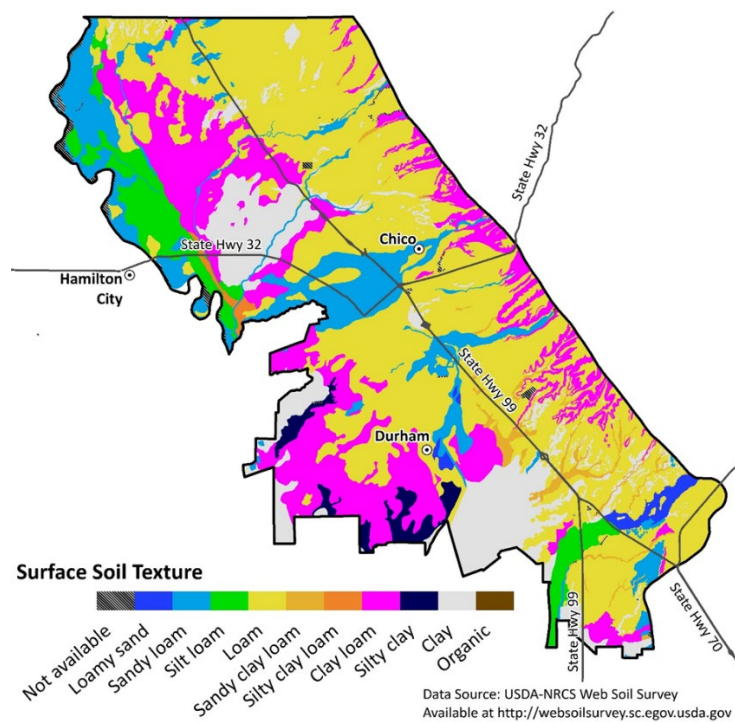 State Hwy 32
Chico
State Hwy 32
Hamilton
City
State Hwy 99
Durham
Surface Soil Texture
Not available
Loamy sand
Sandy loam
Silt loam
Loam
Sandy clay loam
Silty clay loam
Clay loam
Silty clay
Clay
Organic
State Hwy 99
State Hwy 70
Data Source: USDA-NRCS Web Soil Survey
Available at http://websoilsurvey.sc.egov.usda.gov